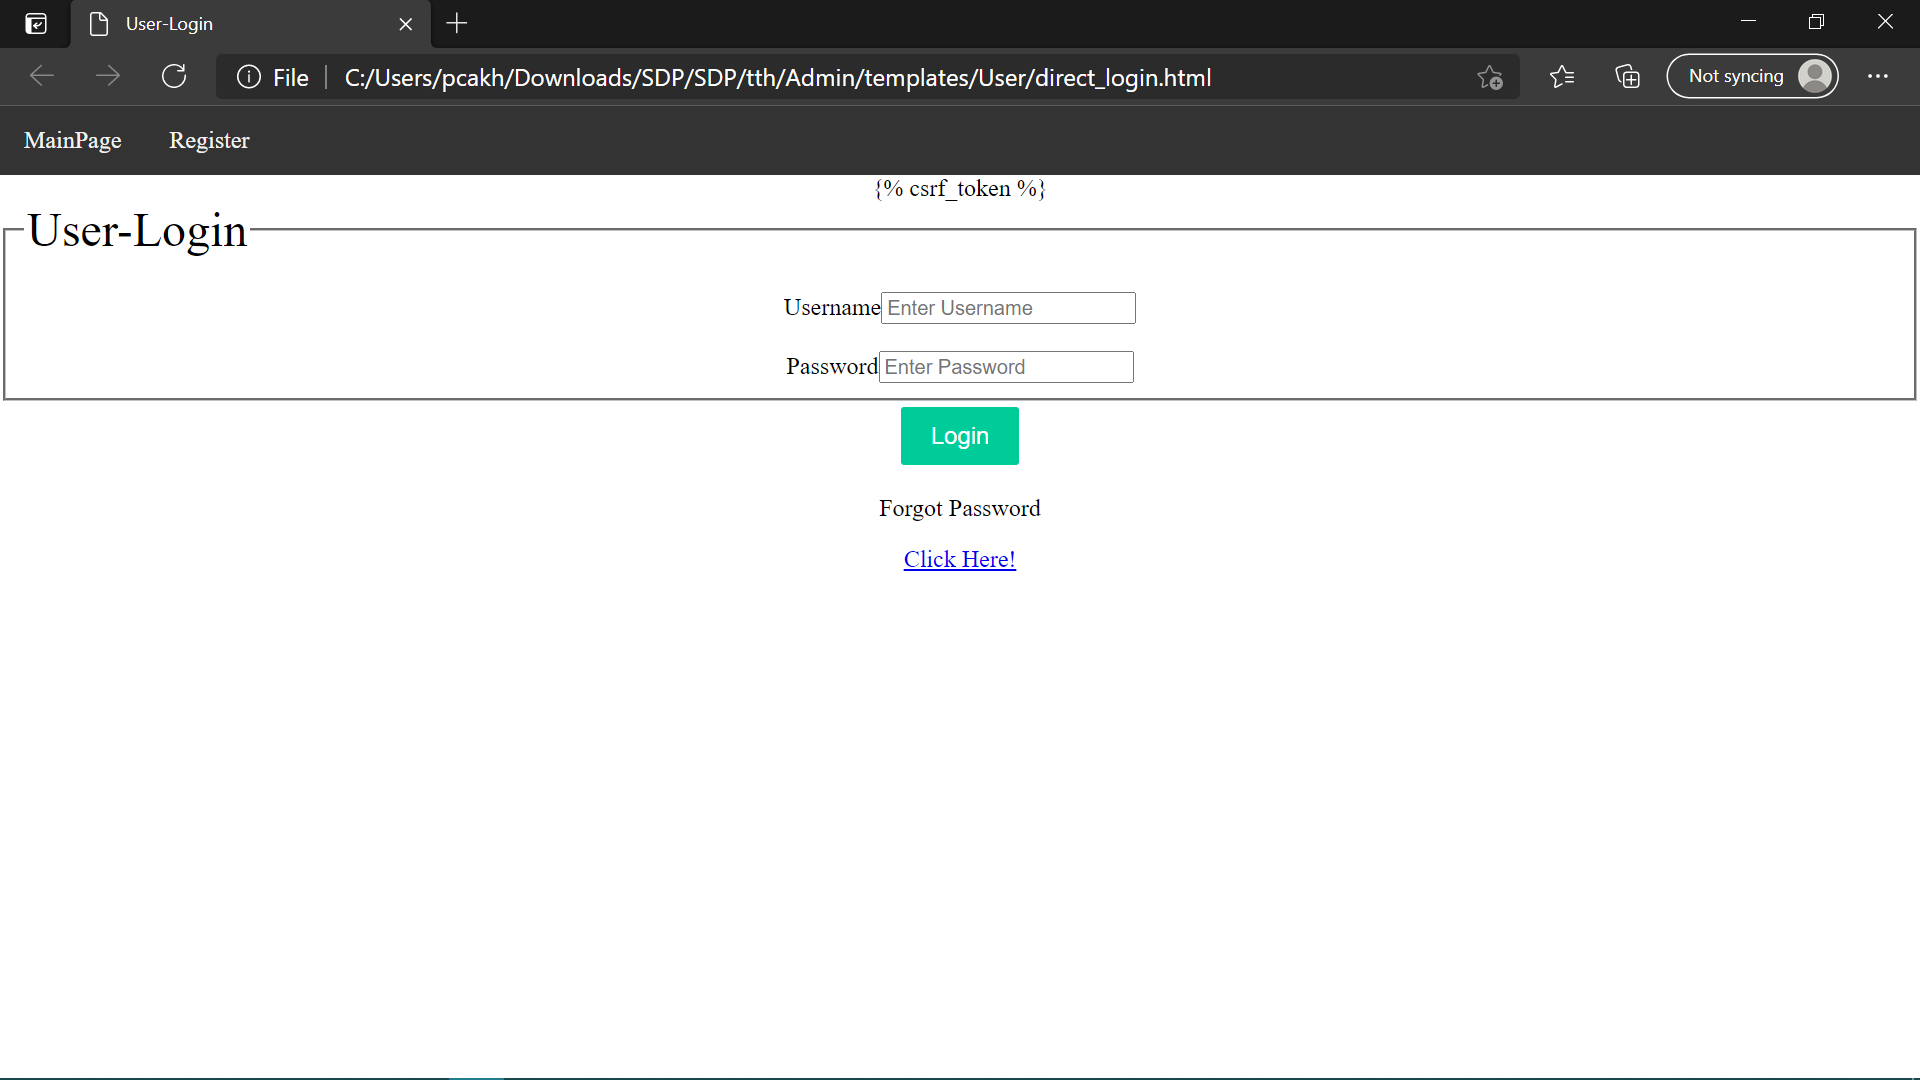 User-Login
File
C:/Users/pcakh/Downloads/SDP/SDP/tth/Admin/templates/User/direct_login.html
Not syncing
MainPage Register
{% csrf_token %}
User-Login
Username Enter Username
Password Enter Password
Login
Forgot Password
Click Here!